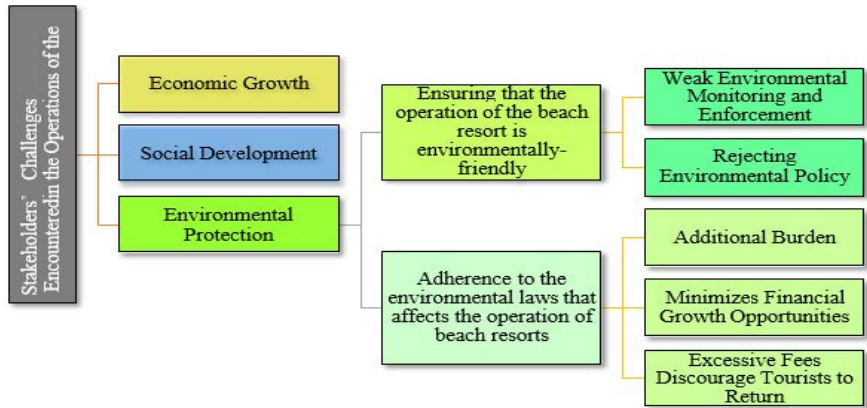 Stakeholders' Challenges
Encounteredin the Operations of the
Economic Growth
Social Development
Environmental
Protection
Ensuring that the
operation of the beach
resort is
environmentally-
friendly
Adherence to the
environmental laws that
affects the operation of
beach resorts
Weak Environmental
Monitoring and
Enforcement
Rejecting
Environmental Policy
Additional Burden
Minimizes Financial
Growth Opportunities
Excessive Fees
Discourage Tourists to
Return